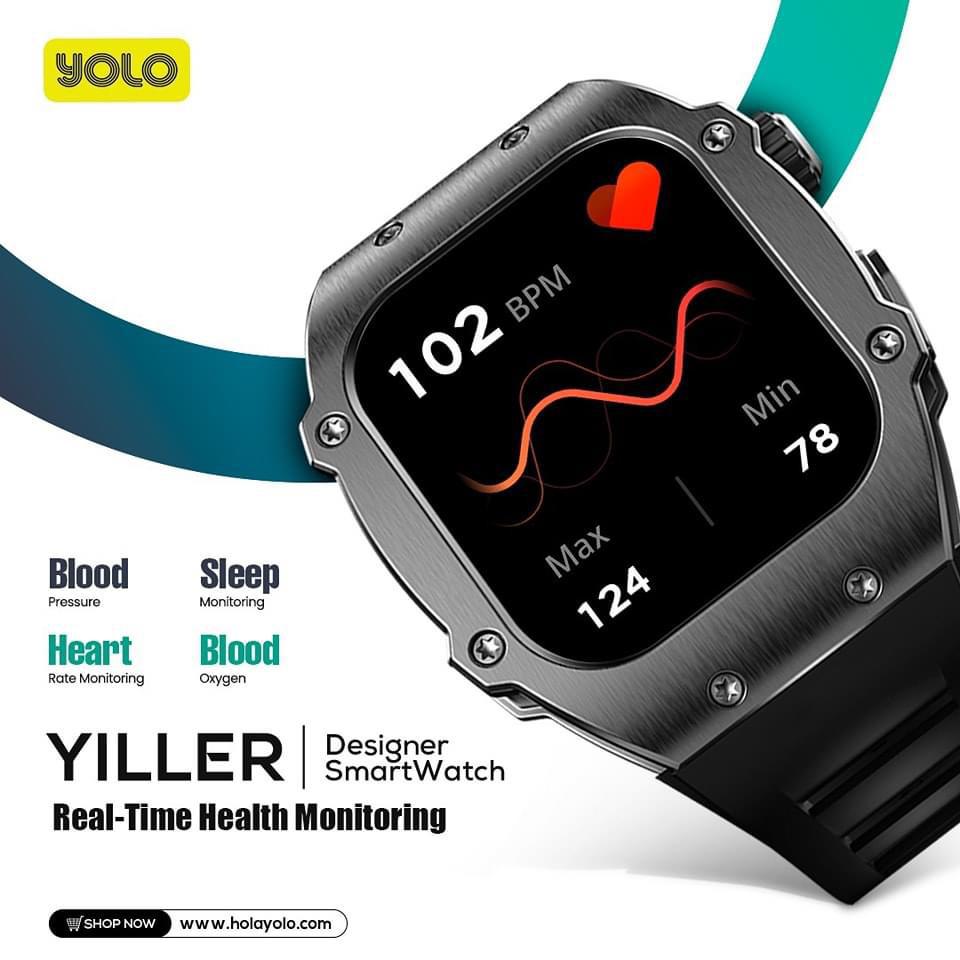 YOLO
102 BPM
Min
78
Max
124
Blood
Pressure
Sleep
Monitoring
Heart
Rate Monitoring
Blood
Oxygen
YILLER
Designer
SmartWatch
Real-Time Health Monitoring
SHOP NOW
www.holayolo.com